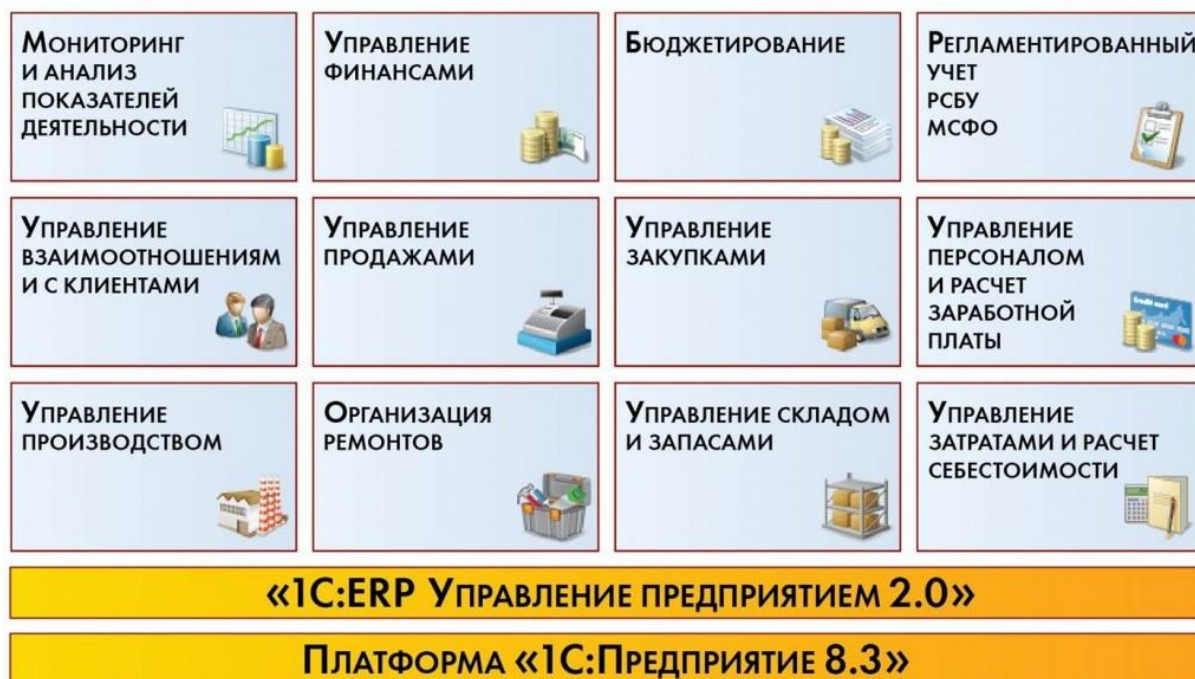 Мониторинг
и анализ
показателей
деятельности
Управление
финансами
Бюджетирование
Регламентированный
учет
РСБУ
МСФО
Управление
взаимоотношениям
и с клиентами
Управление
продажами
Управление
закупками
Управление
персоналом
и расчет
заработной
платы
Credit card
Управление
производством
Организация
ремонтов
Управление складом
и запасами
Управление
затратами и расчет
себестоимости
«1С:ERP Управление предприятием 2.0»
Платформа «1С:Предприятие 8.3»